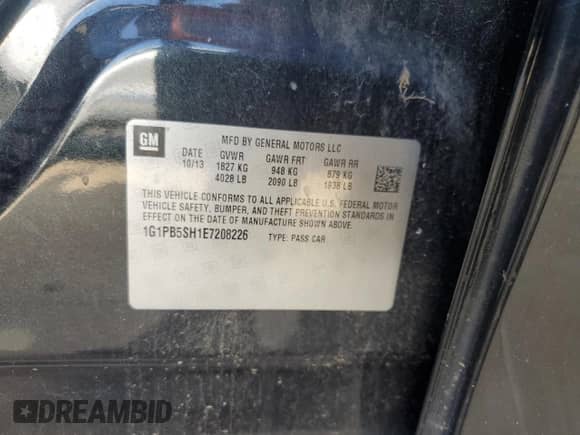 GM
MFD BY GENERAL MOTORS LLC
DATE GVWR GAWR FRT GAWR RR
10/13 1827 KG 948 KG 879 KG
4028 LB 2090 LB 1938 LB
THIS VEHICLE CONFORMS TO ALL APPLICABLE U.S. FEDERAL MOTOR
VEHICLE SAFETY, BUMPER, AND THEFT PREVENTION STANDARDS
IN EFFECT ON THE DATE OF MANUFACTURE SHOWN ABOVE.
1G1PB5SH1E7208226 TYPE: PASS CAR
DREAMBID